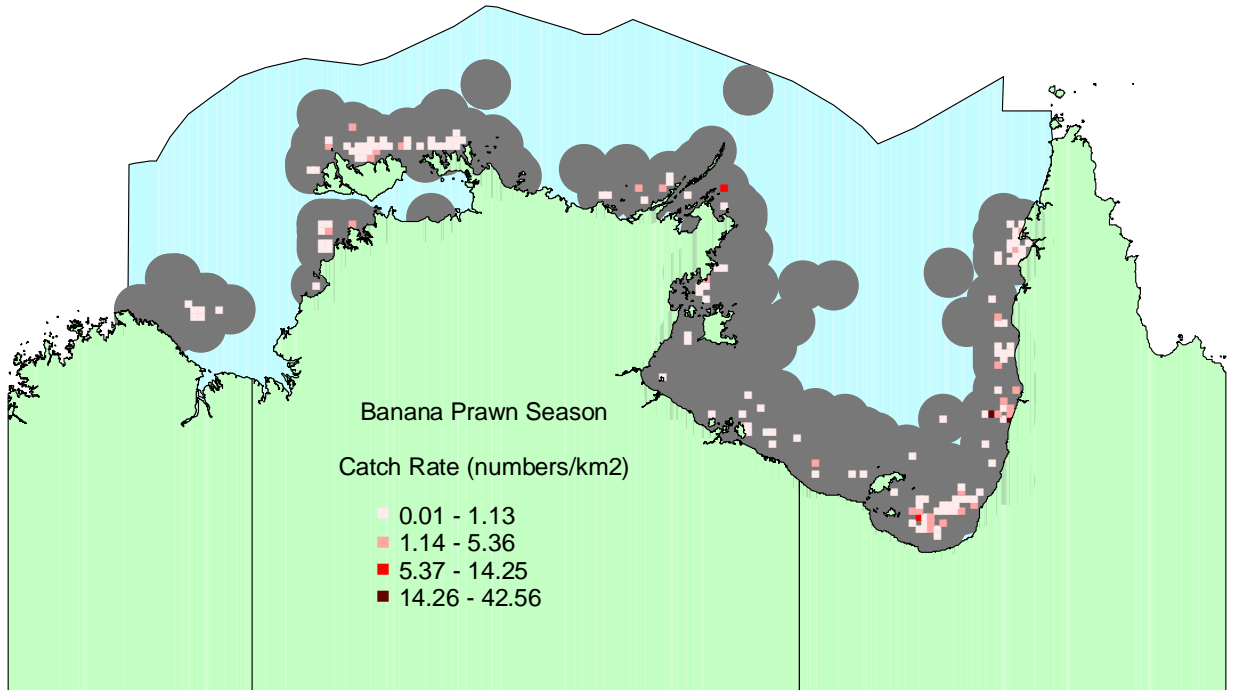 Banana Prawn Season
Catch Rate (numbers/km2)
0.01 - 1.13
1.14 - 5.36
5.37 - 14.25
14.26 - 42.56